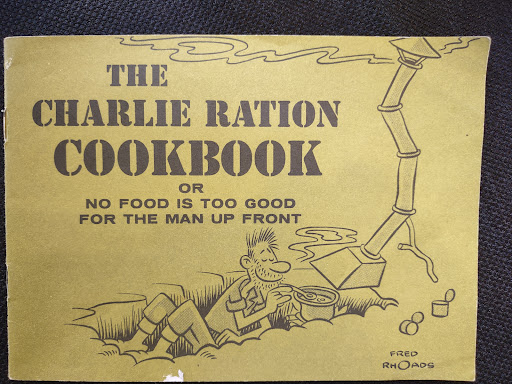 THE
CHARLIE RATION
COOKBOOK
OR
NO FOOD IS TOO GOOD
FOR THE MAN UP FRONT
FRED
RHOADS